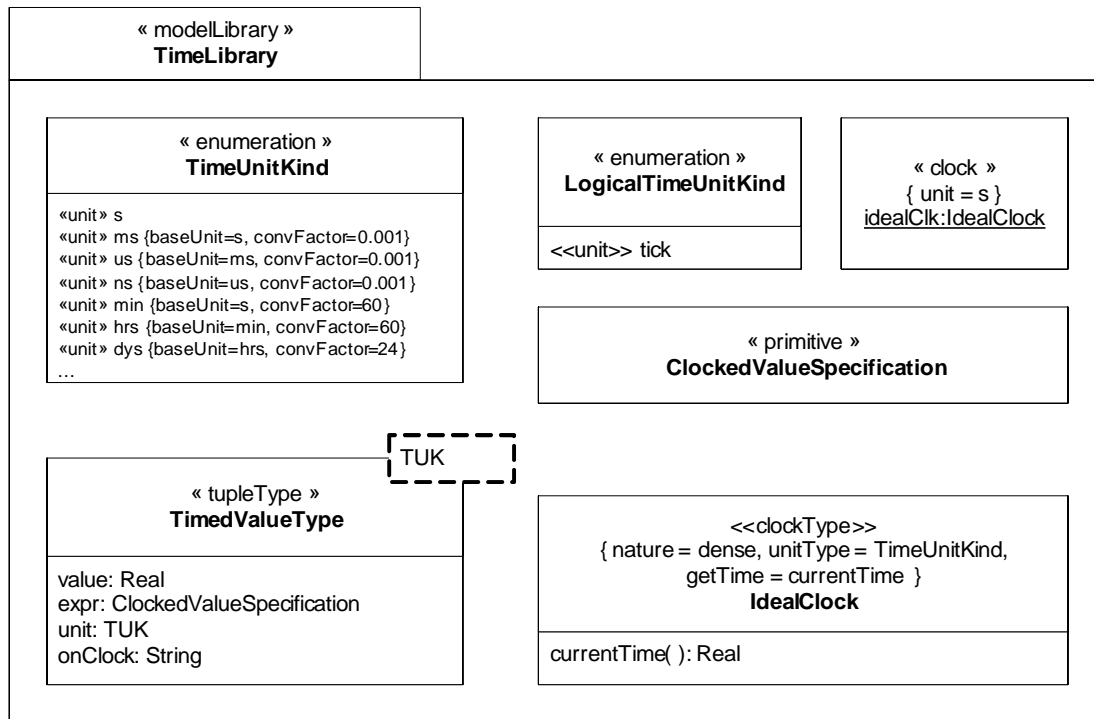 « modelLibrary »
TimeLibrary
« enumeration »
TimeUnitKind
«unit» s
«unit» ms {baseUnit=s, convFactor=0.001}
«unit» us {baseUnit=ms, convFactor=0.001}
«unit» ns {baseUnit=us, convFactor=0.001}
«unit» min {baseUnit=s, convFactor=60}
«unit» hrs {baseUnit=min, convFactor=60}
«unit» dys {baseUnit=hrs, convFactor=24}
...
« enumeration »
LogicalTimeUnitKind
<<unit>> tick
« clock »
{ unit = s }
idealClk:IdealClock
« primitive »
ClockedValueSpecification
TUK
« tupleType »
TimedValueType
value: Real
expr: ClockedValueSpecification
unit: TUK
onClock: String
<<clockType>>
{ nature = dense, unitType = TimeUnitKind,
getTime = currentTime }
IdealClock
currentTime( ): Real